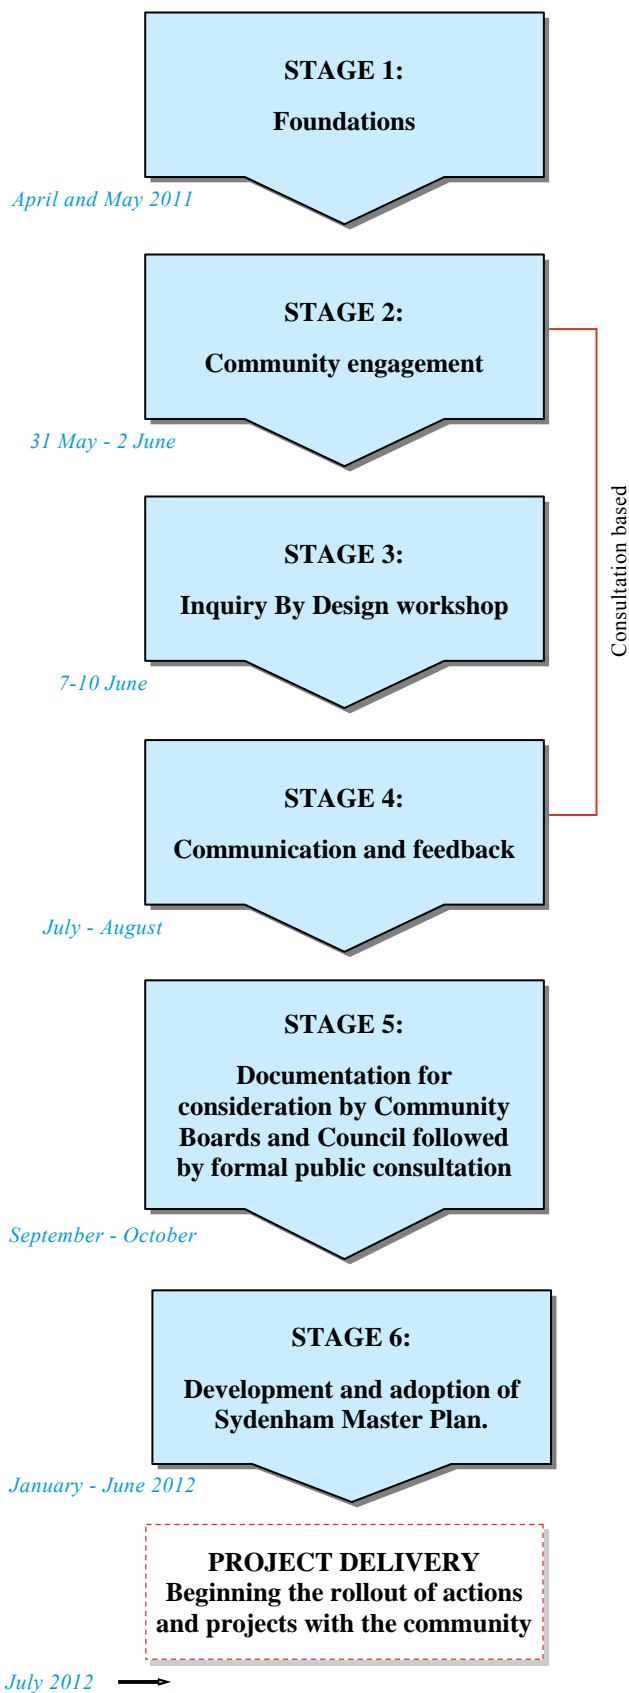 STAGE 1:
Foundations
April and May 2011
STAGE 2:
Community engagement
31 May - 2 June
Consultation based
STAGE 3:
Inquiry By Design workshop
7-10 June
STAGE 4:
Communication and feedback
July - August
STAGE 5:
Documentation for
consideration by Community
Boards and Council followed
by formal public consultation
September - October
STAGE 6:
Development and adoption of
Sydenham Master Plan.
January - June 2012
PROJECT DELIVERY
Beginning the rollout of actions
and projects with the community
July 2012